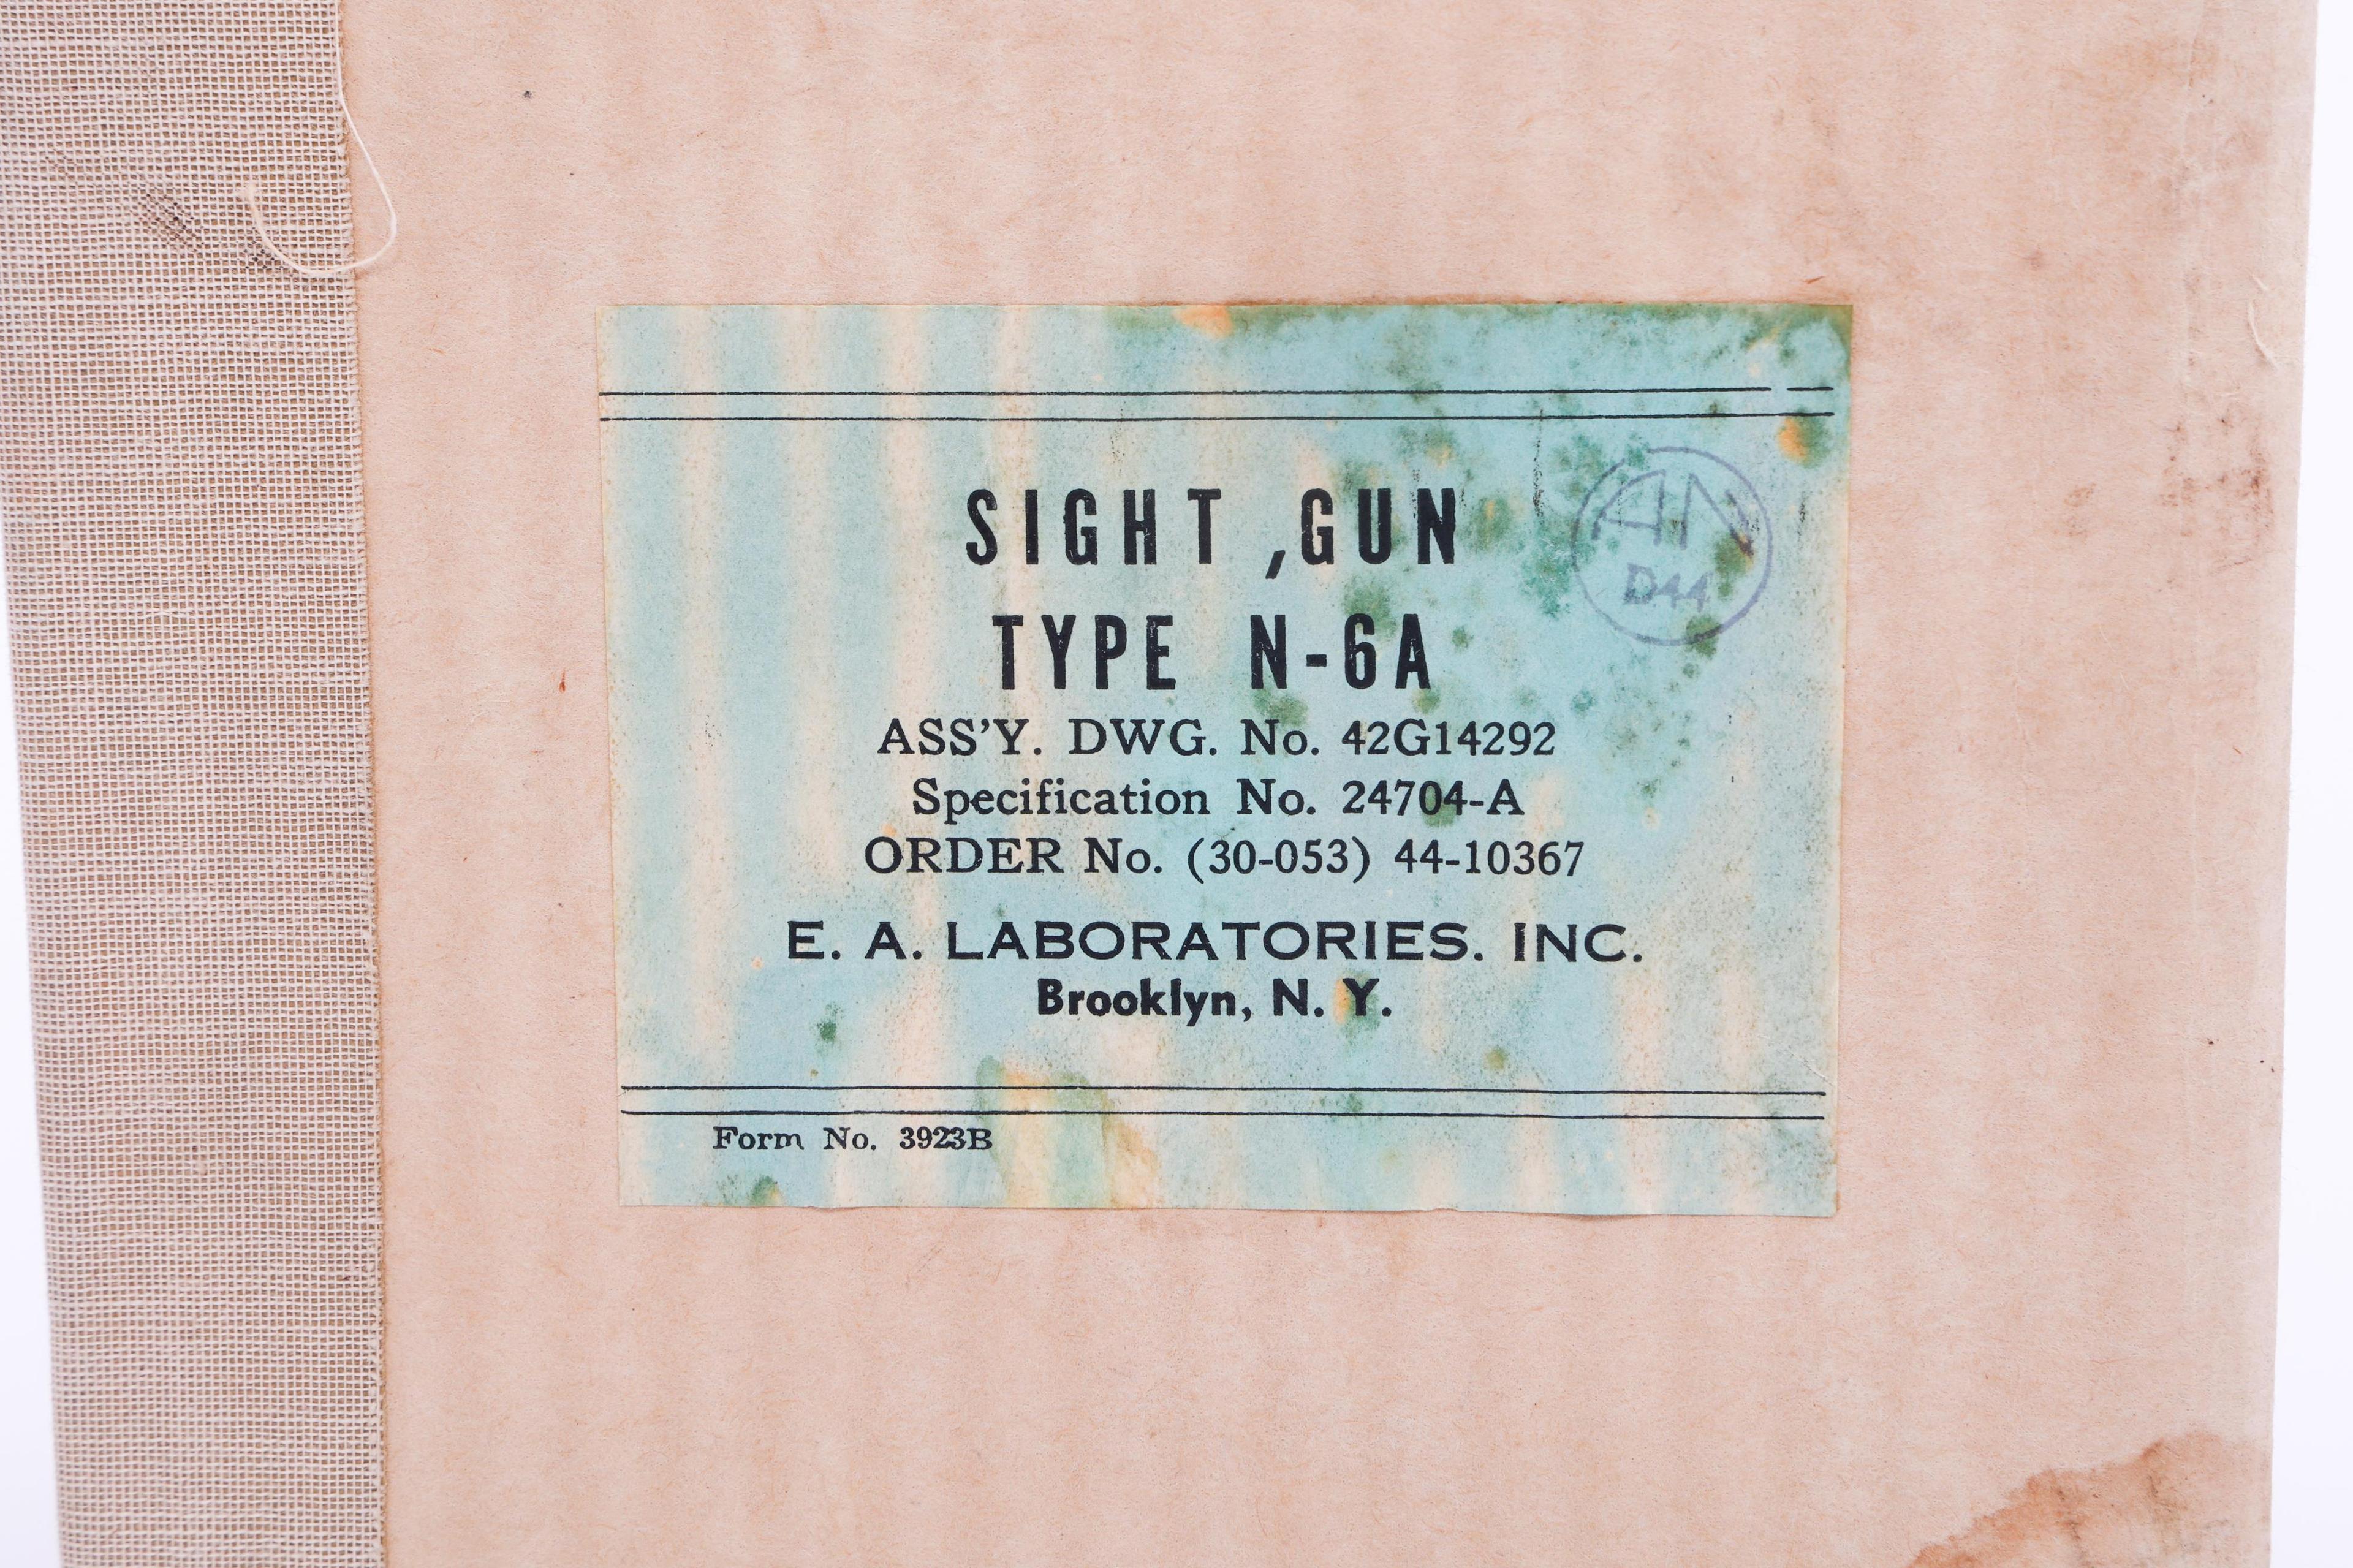 SIGHT ,GUN
AN
D44
TYPE N-6A
ASS'Y. DWG. No. 42G14292
Specification No. 24704-A
ORDER No. (30-053) 44-10367
E. A. LABORATORIES. INC.
Brooklyn, N. Y.
Form No. 3923B